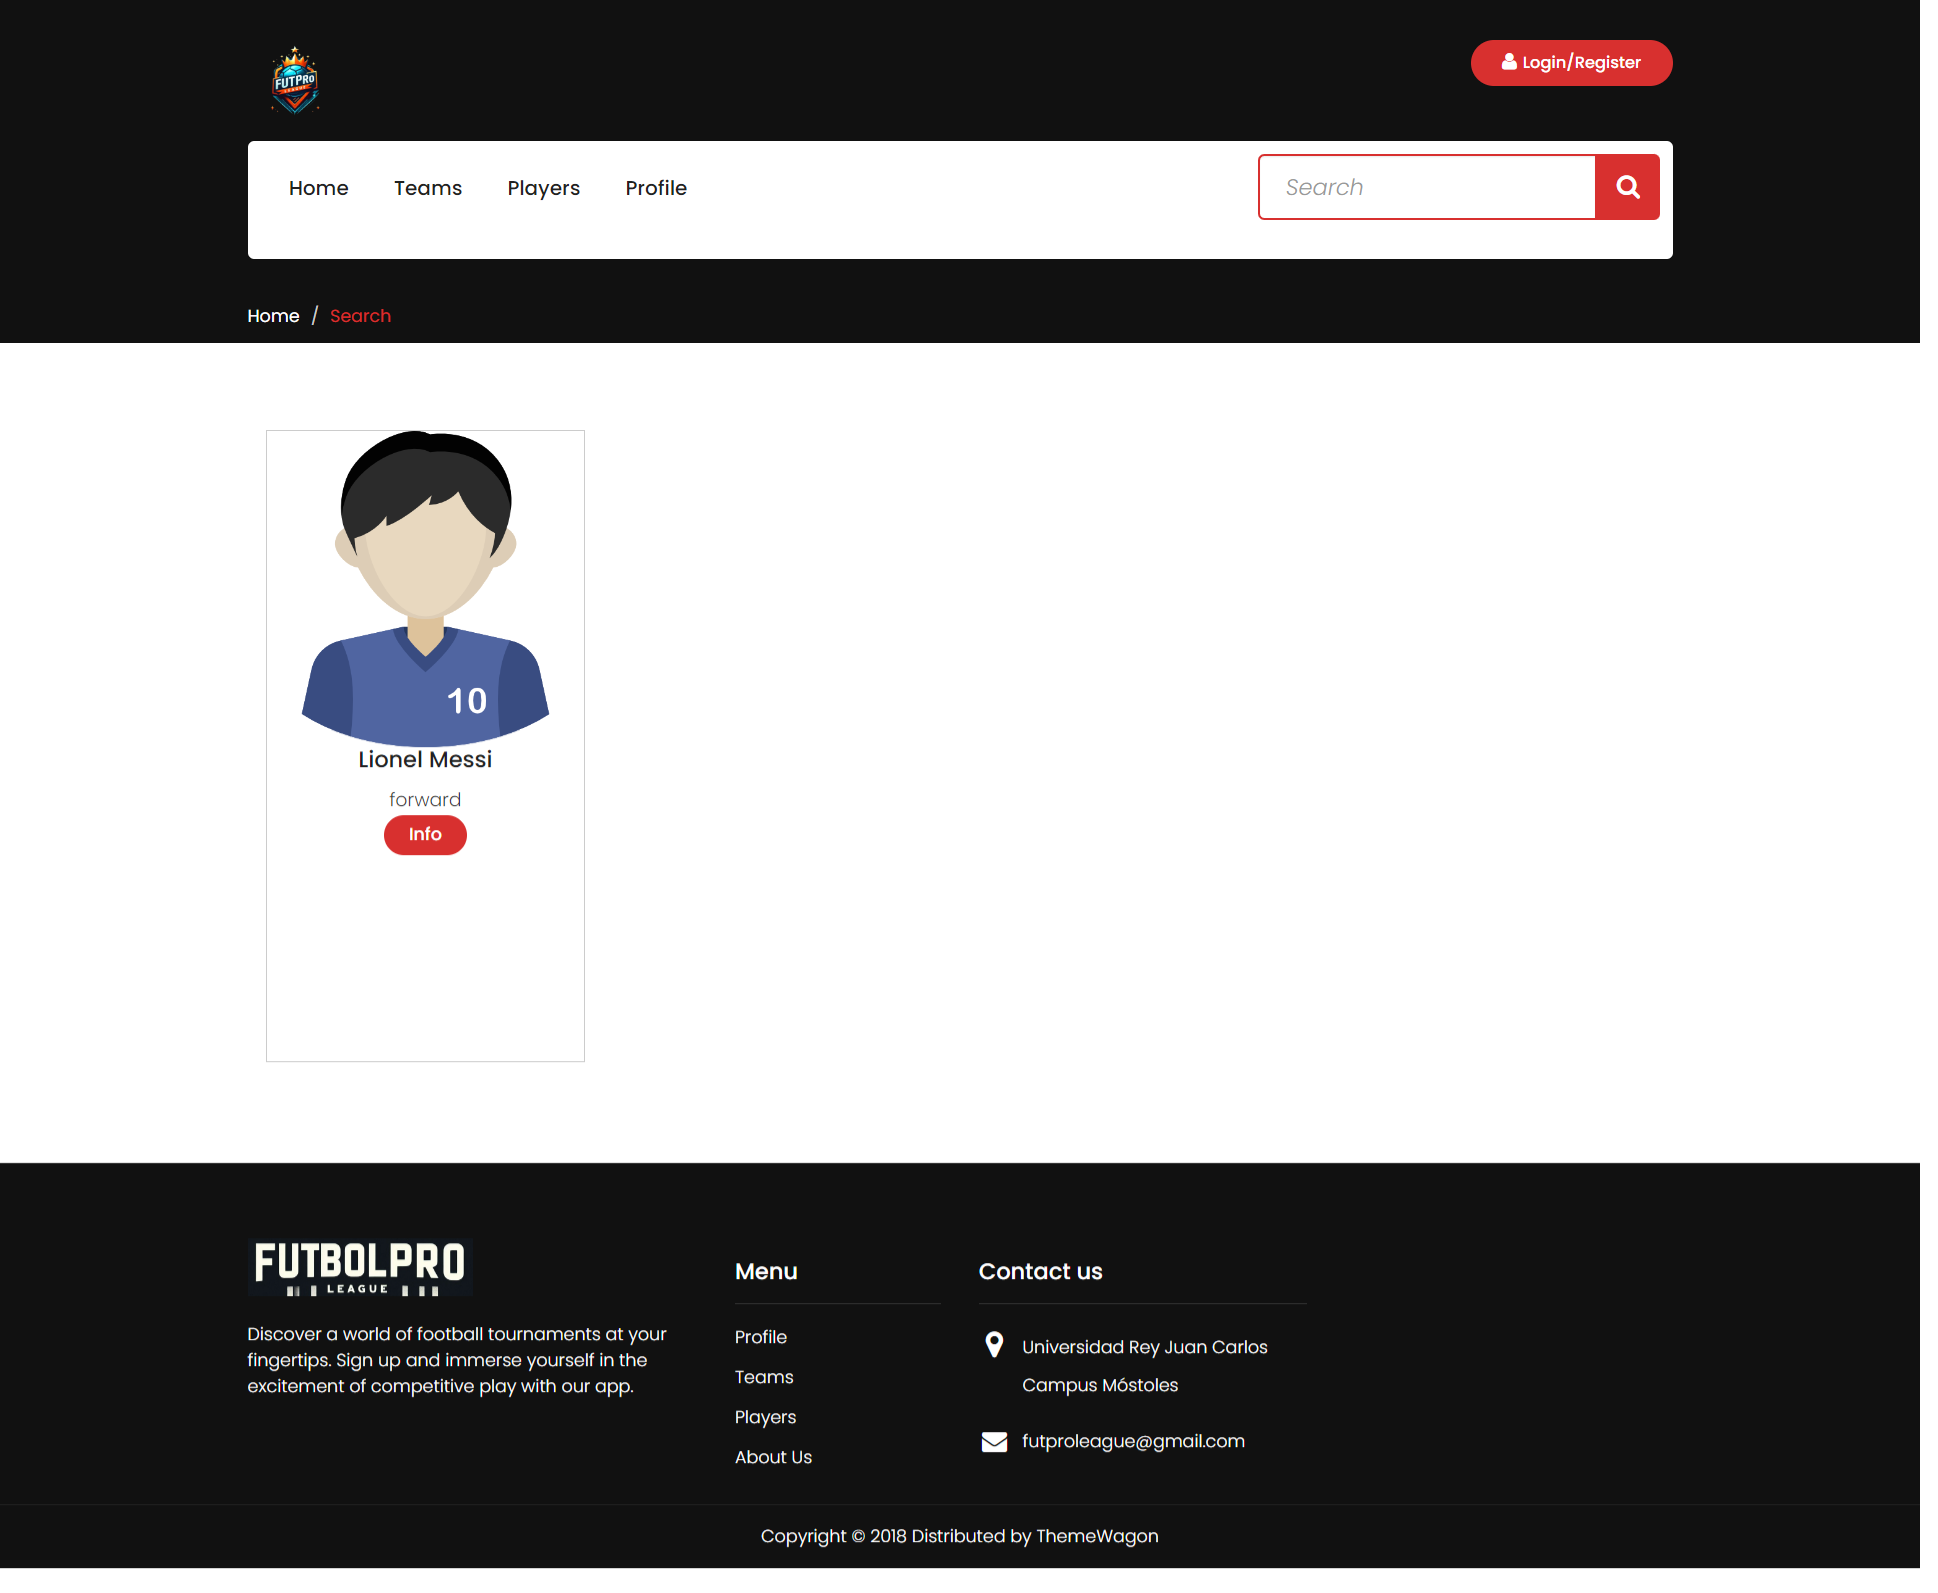 FUTPRO
LEAGUE
Login/Register
Home Teams Players Profile
Search
Home / Search
10
Lionel Messi
forward
Info
FUTBOLPRO
LEAGUE
Discover a world of football tournaments at your
fingertips. Sign up and immerse yourself in the
excitement of competitive play with our app.
Menu
Profile
Teams
Players
About Us
Contact us
Universidad Rey Juan Carlos
Campus Móstoles
futproleague@gmail.com
Copyright © 2018 Distributed by ThemeWagon